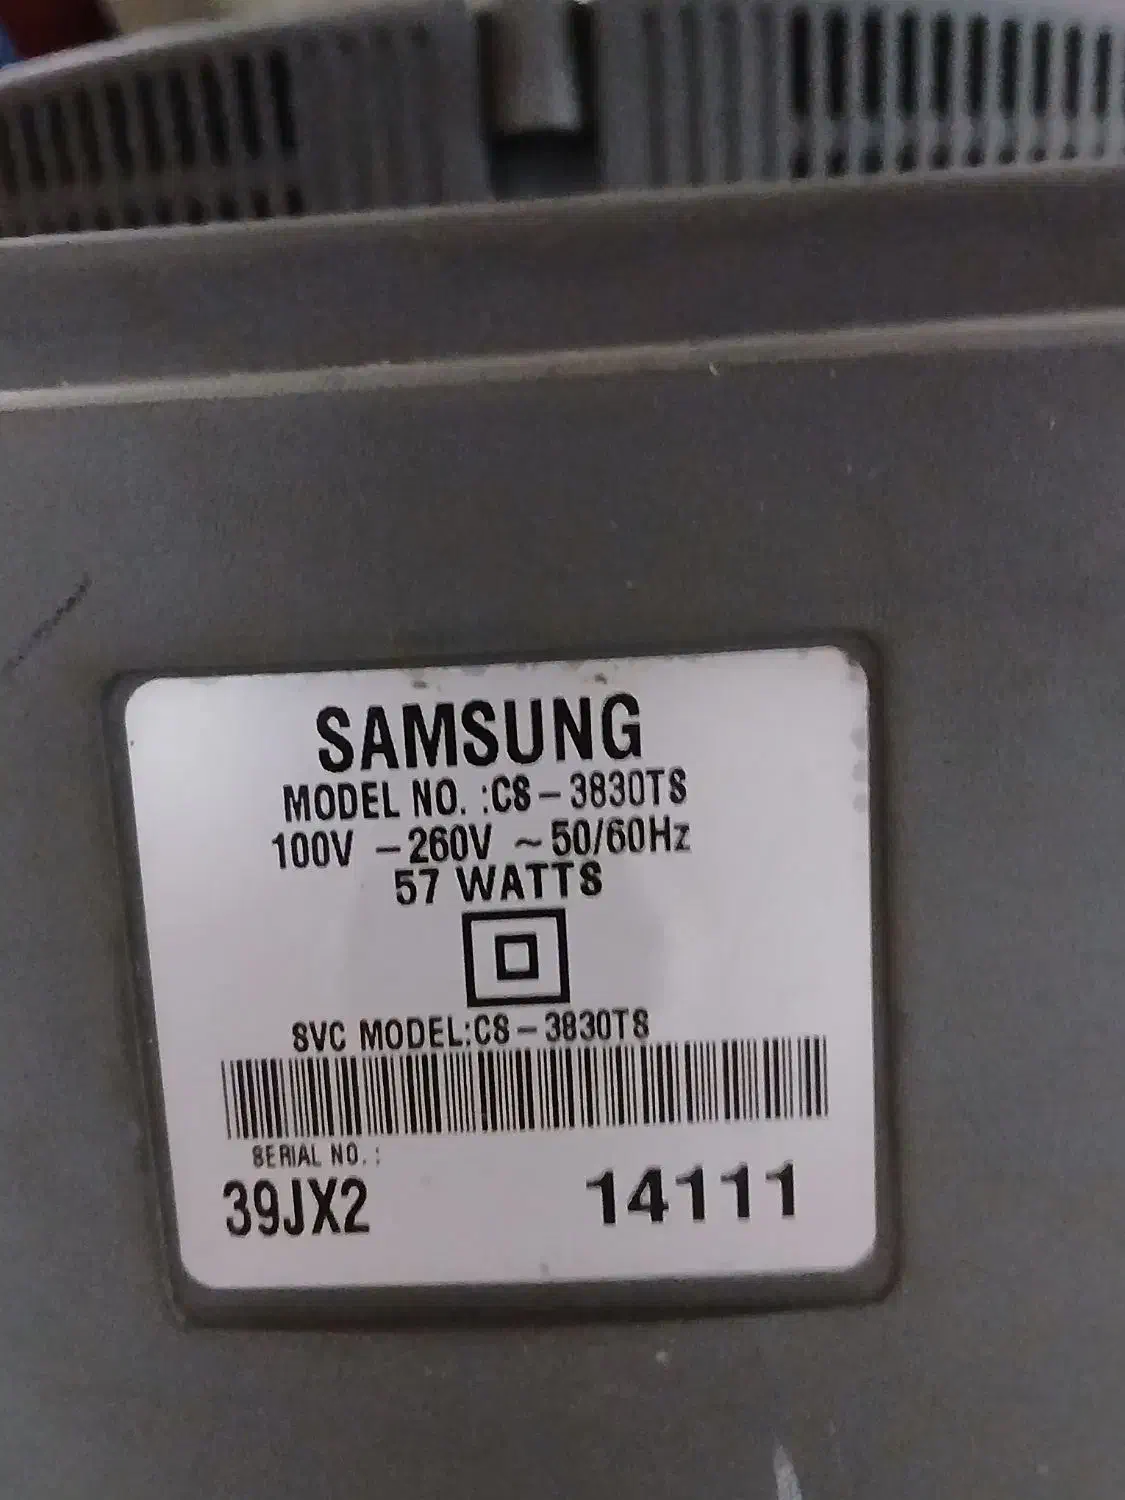 SAMSUNG
MODEL NO. :CS-3830TS
100V -260V ~50/60Hz
57 WATTS
SVC MODEL:CS-3830TS
SERIAL NO. :
39JX2 14111